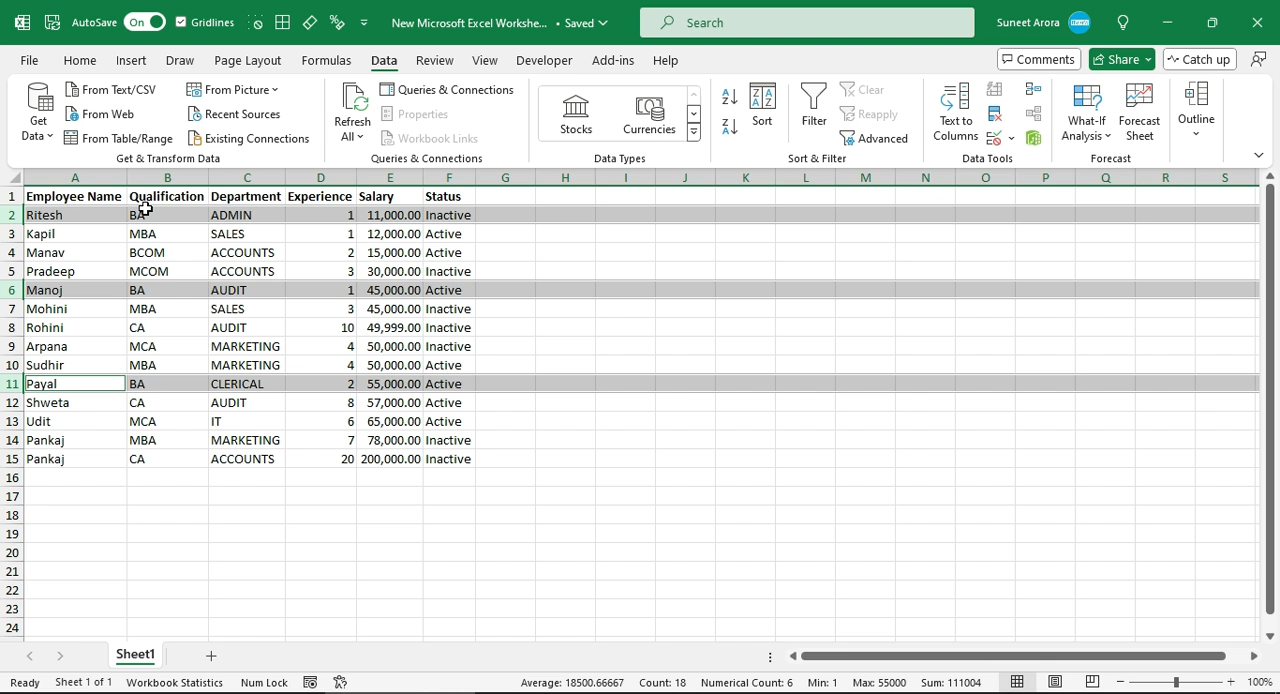 AutoSave On Gridlines New Microsoft Excel Workshe... • Saved Search Suneet Arora
File Home Insert Draw Page Layout Formulas Data Review View Developer Add-ins Help Comments Share Catch up
Get Data From Text/CSV From Web From Table/Range From Picture Recent Sources Existing Connections
Refresh All Queries & Connections Properties Workbook Links
Stocks Currencies
Sort Filter Clear Reapply Advanced
Text to Columns
What-If Analysis Forecast Sheet Outline
Get & Transform Data Queries & Connections Data Types Sort & Filter Data Tools Forecast
A B C D E F G H I J K L M N O P Q R S
1 Employee Name Qualification Department Experience Salary Status
2 Ritesh BA ADMIN 1 11,000.00 Inactive
3 Kapil MBA SALES 1 12,000.00 Active
4 Manav BCOM ACCOUNTS 2 15,000.00 Active
5 Pradeep MCOM ACCOUNTS 3 30,000.00 Inactive
6 Manoj BA AUDIT 1 45,000.00 Active
7 Mohini MBA SALES 3 45,000.00 Inactive
8 Rohini CA AUDIT 10 49,999.00 Inactive
9 Arpana MCA MARKETING 4 50,000.00 Inactive
10 Sudhir MBA MARKETING 4 50,000.00 Active
11 Payal BA CLERICAL 2 55,000.00 Active
12 Shweta CA AUDIT 8 57,000.00 Active
13 Udit MCA IT 6 65,000.00 Active
14 Pankaj MBA MARKETING 7 78,000.00 Inactive
15 Pankaj CA ACCOUNTS 20 200,000.00 Inactive
16
17
18
19
20
21
22
23
24
Sheet1
Ready Sheet 1 of 1 Workbook Statistics Num Lock Average: 18500.66667 Count: 18 Numerical Count: 6 Min: 1 Max: 55000 Sum: 111004 100%